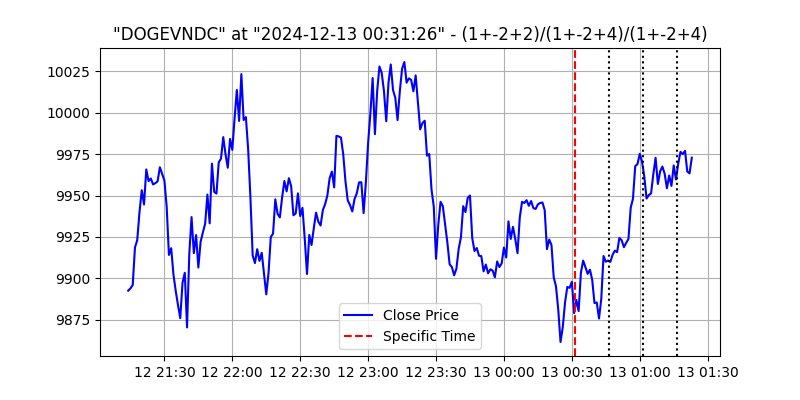 "DOGEVNDC" at "2024-12-13 00:31:26" - (1+-2+2)/(1+-2+4)/(1+-2+4)
10025
10000
9975
9950
9925
9900
9875
Close Price
Specific Time
12 21:30 12 22:00 12 22:30 12 23:00 12 23:30 13 00:00 13 00:30 13 01:00 13 01:30